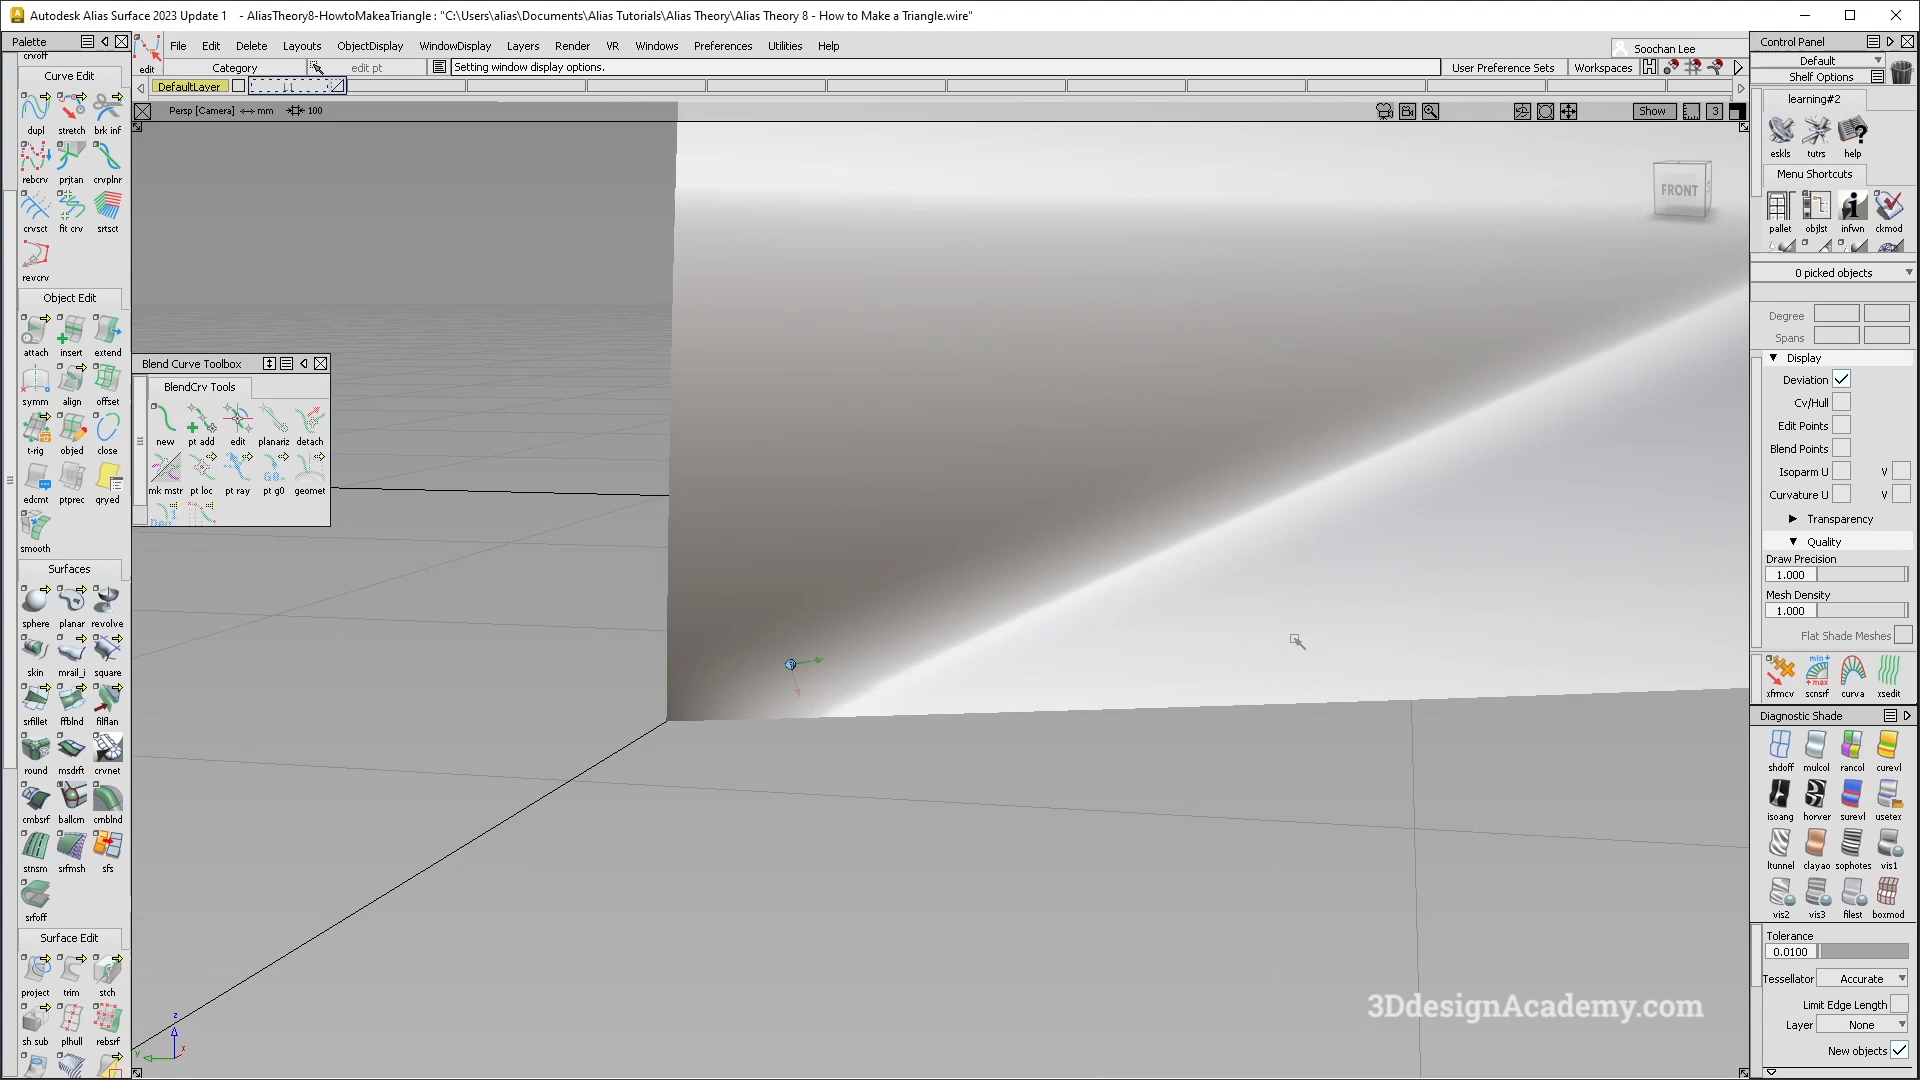 Autodesk Alias Surface 2023 Update 1 - AliasTheory8-HowtoMakeaTriangle : "C:\Users\alias\Documents\Alias Tutorials\Alias Theory\Alias Theory 8 - How to Make a Triangle.wire"
Palette
File Edit Delete Layouts ObjectDisplay WindowDisplay Layers Render VR Windows Preferences Utilities Help
Soochan Lee
edit
Category
edit pt
Setting window display options.
User Preference Sets
Workspaces
DefaultLayer
L1
Persp [Camera] mm 100
Show
3
FRONT
crvoff
Curve Edit
dupl stretch brk inf
rebcrv prjtan crvplnr
crvsct fit crv srtsct
revcrv
Object Edit
attach insert extend
symm align offset
t-rig objed close
edcmt ptprec qryed
smooth
Surfaces
sphere planar revolve
skin mrail_i square
srfillet ffblnd filflan
round msdrft crvnet
cmbsrf ballcrn crnblnd
stnsm srfmsh sfs
srfoff
Surface Edit
project trim stch
sh sub plhull rebsrf
Blend Curve Toolbox
BlendCrv Tools
new pt add edit planariz detach
mk mstr pt loc pt ray pt g0 geomet
z
y
x
3DdesignAcademy.com
Control Panel
Default
Shelf Options
learning#2
eskls tutrs help
Menu Shortcuts
pallet objlst infwn ckmod
0 picked objects
Degree
Spans
Display
Deviation
Cv/Hull
Edit Points
Blend Points
Isoparm U V
Curvature U V
Transparency
Quality
Draw Precision
1.000
Mesh Density
1.000
Flat Shade Meshes
xfrmcv scnsrf curva xsedit
Diagnostic Shade
shdoff mulcol rancol curevl
isoang horver surevl usetex
ltunnel clayao sophotes vis1
vis2 vis3 filest boxmod
Tolerance
0.0100
Tessellator Accurate
Limit Edge Length
Layer None
New objects